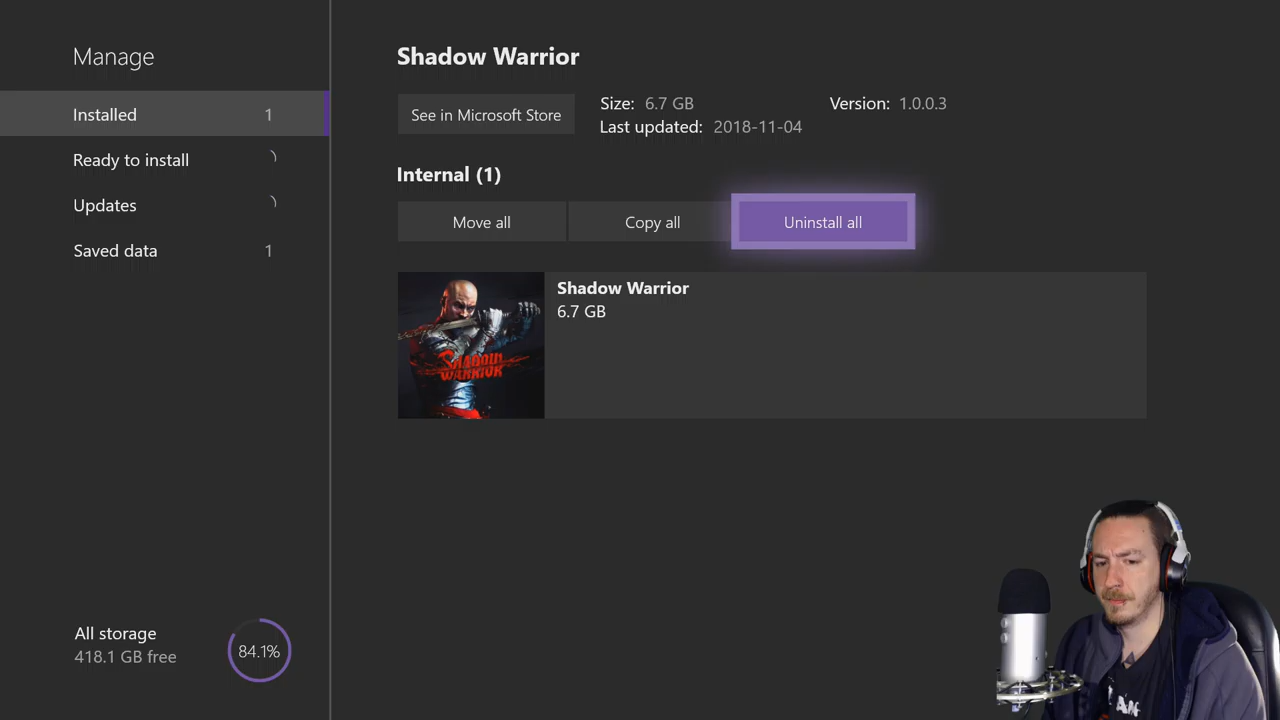 Manage
Installed 1
Ready to install
Updates
Saved data 1
All storage
418.1 GB free
84.1%
Shadow Warrior
See in Microsoft Store
Size: 6.7 GB
Version: 1.0.0.3
Last updated: 2018-11-04
Internal (1)
Move all
Copy all
Uninstall all
SHADOW
WARRIOR
Shadow Warrior
6.7 GB